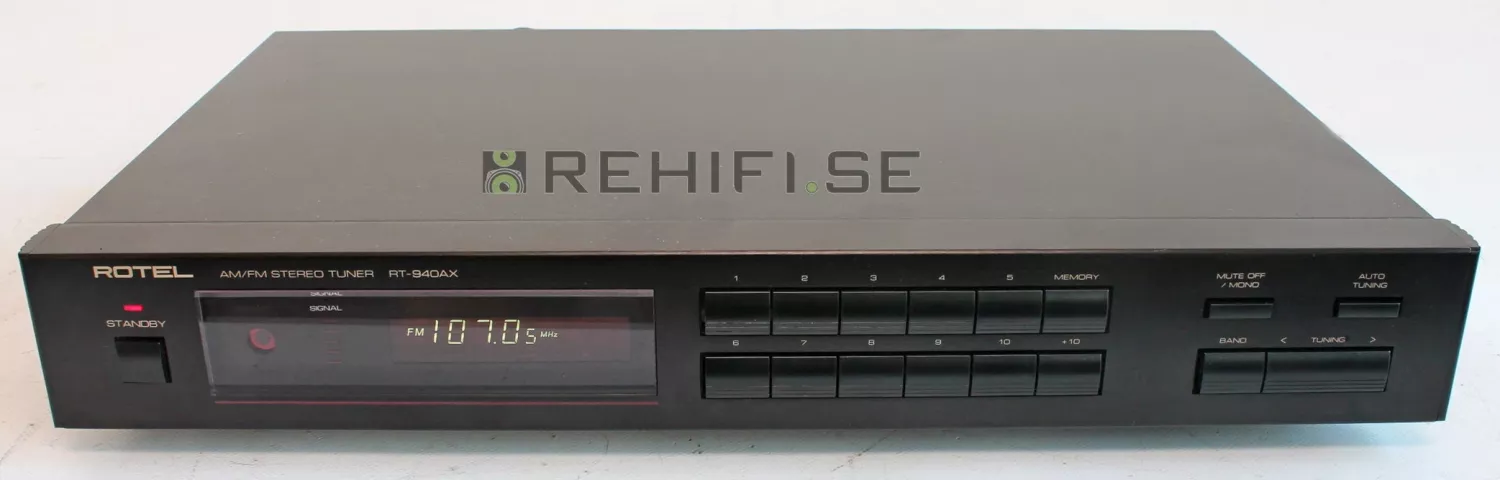 REHIFI.SE
ROTEL AM/FM STEREO TUNER RT-940AX
STANDBY
SIGNAL
SIGNAL
FM 107.05 MHz
1 2 3 4 5 MEMORY
6 7 8 9 10 +10
MUTE OFF
/ MONO
AUTO
TUNING
BAND < TUNING >